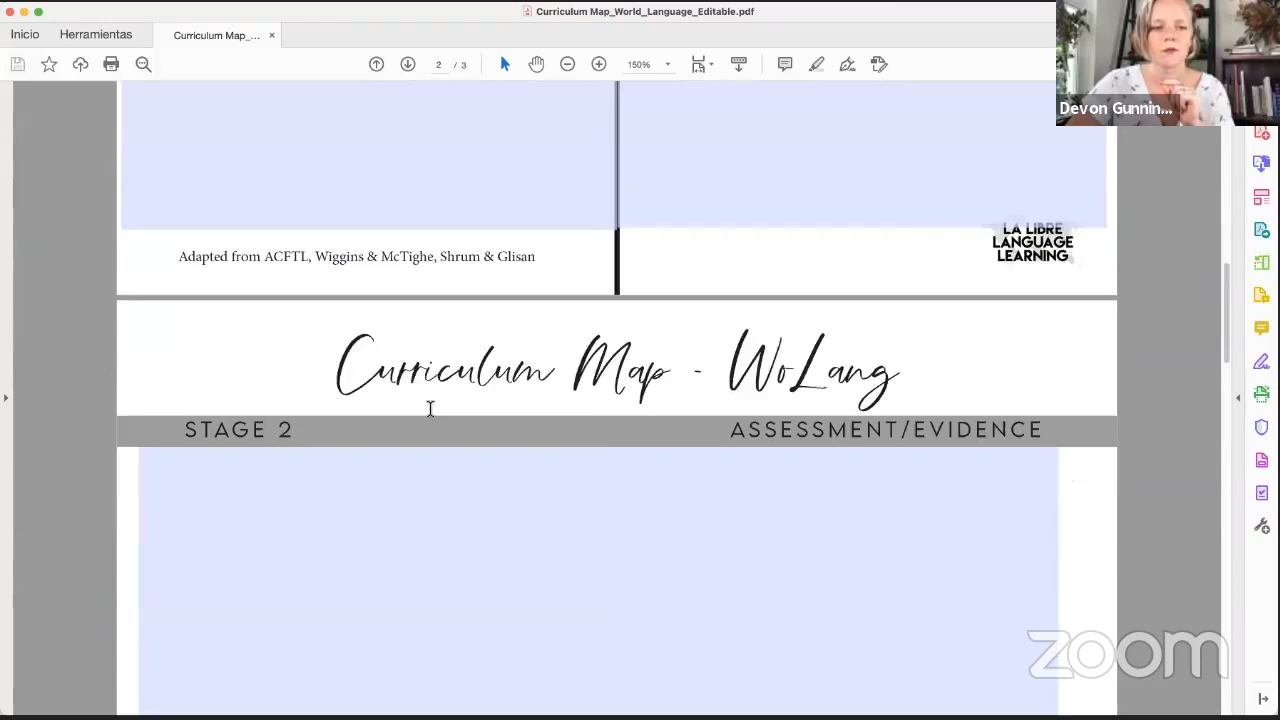 Curriculum Map_World_Language_Editable.pdf
Inicio
Herramientas
Curriculum Map_...
2 / 3
150%
Devon Gunnin...
Adapted from ACFTL, Wiggins & McTighe, Shrum & Glisan
LA LIBRE
LANGUAGE
LEARNING
Curriculum Map - WoLang
STAGE 2
ASSESSMENT/EVIDENCE
zoom